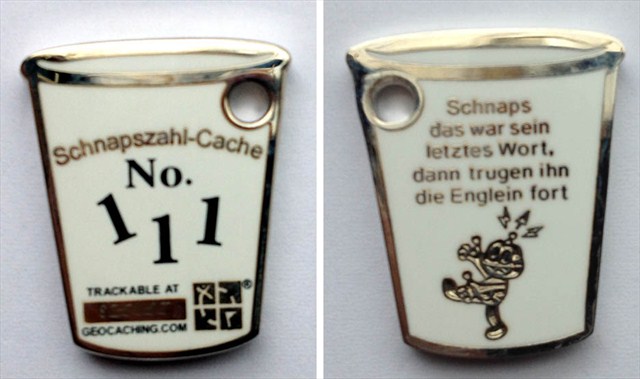 Schnapszahl-Cache
No.
111
TRACKABLE AT
GEOCACHING.COM
®
Schnaps
das war sein
letztes Wort,
dann trugen ihn
die Englein fort